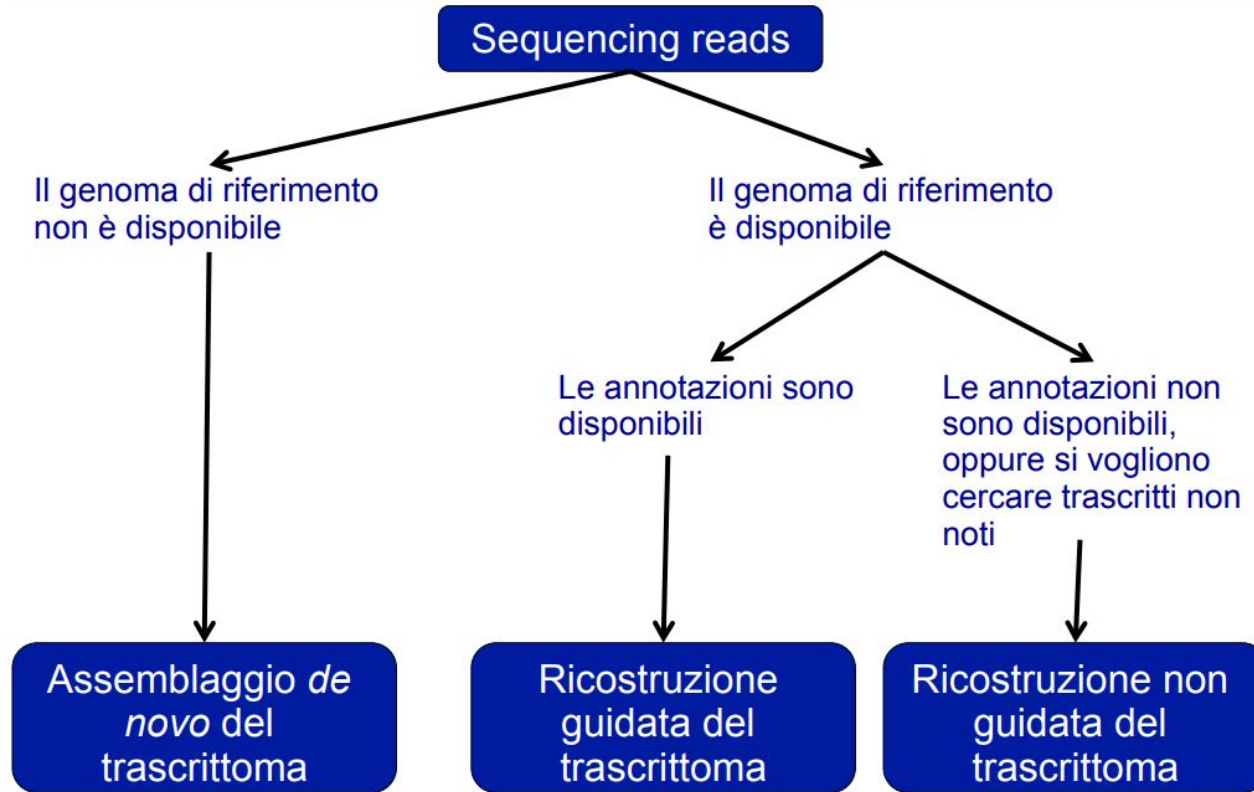 Sequencing reads
Il genoma di riferimento
non è disponibile
Il genoma di riferimento
è disponibile
Le annotazioni sono
disponibili
Le annotazioni non
sono disponibili,
oppure si vogliono
cercare trascritti non
noti
Assemblaggio de
novo del
trascrittoma
Ricostruzione
guidata del
trascrittoma
Ricostruzione non
guidata del
trascrittoma